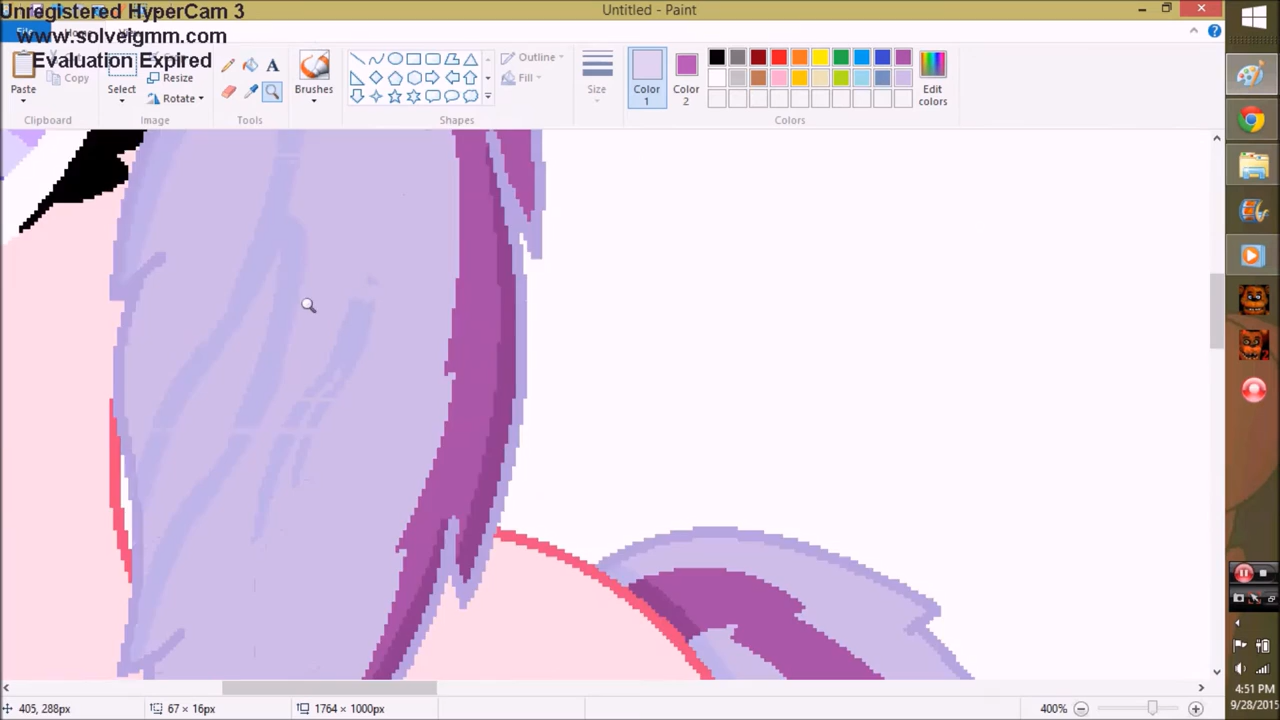 Unregistered HyperCam 3
Untitled - Paint
www.solveigmm.com
Evaluation Expired
File
Paste
Copy
Select
Resize
Rotate
Brushes
Outline
Fill
Size
Color 1
Color 2
Edit colors
Clipboard
Image
Tools
Shapes
Colors
405, 288px
67 × 16px
1764 × 1000px
400%
4:51 PM
9/28/2015